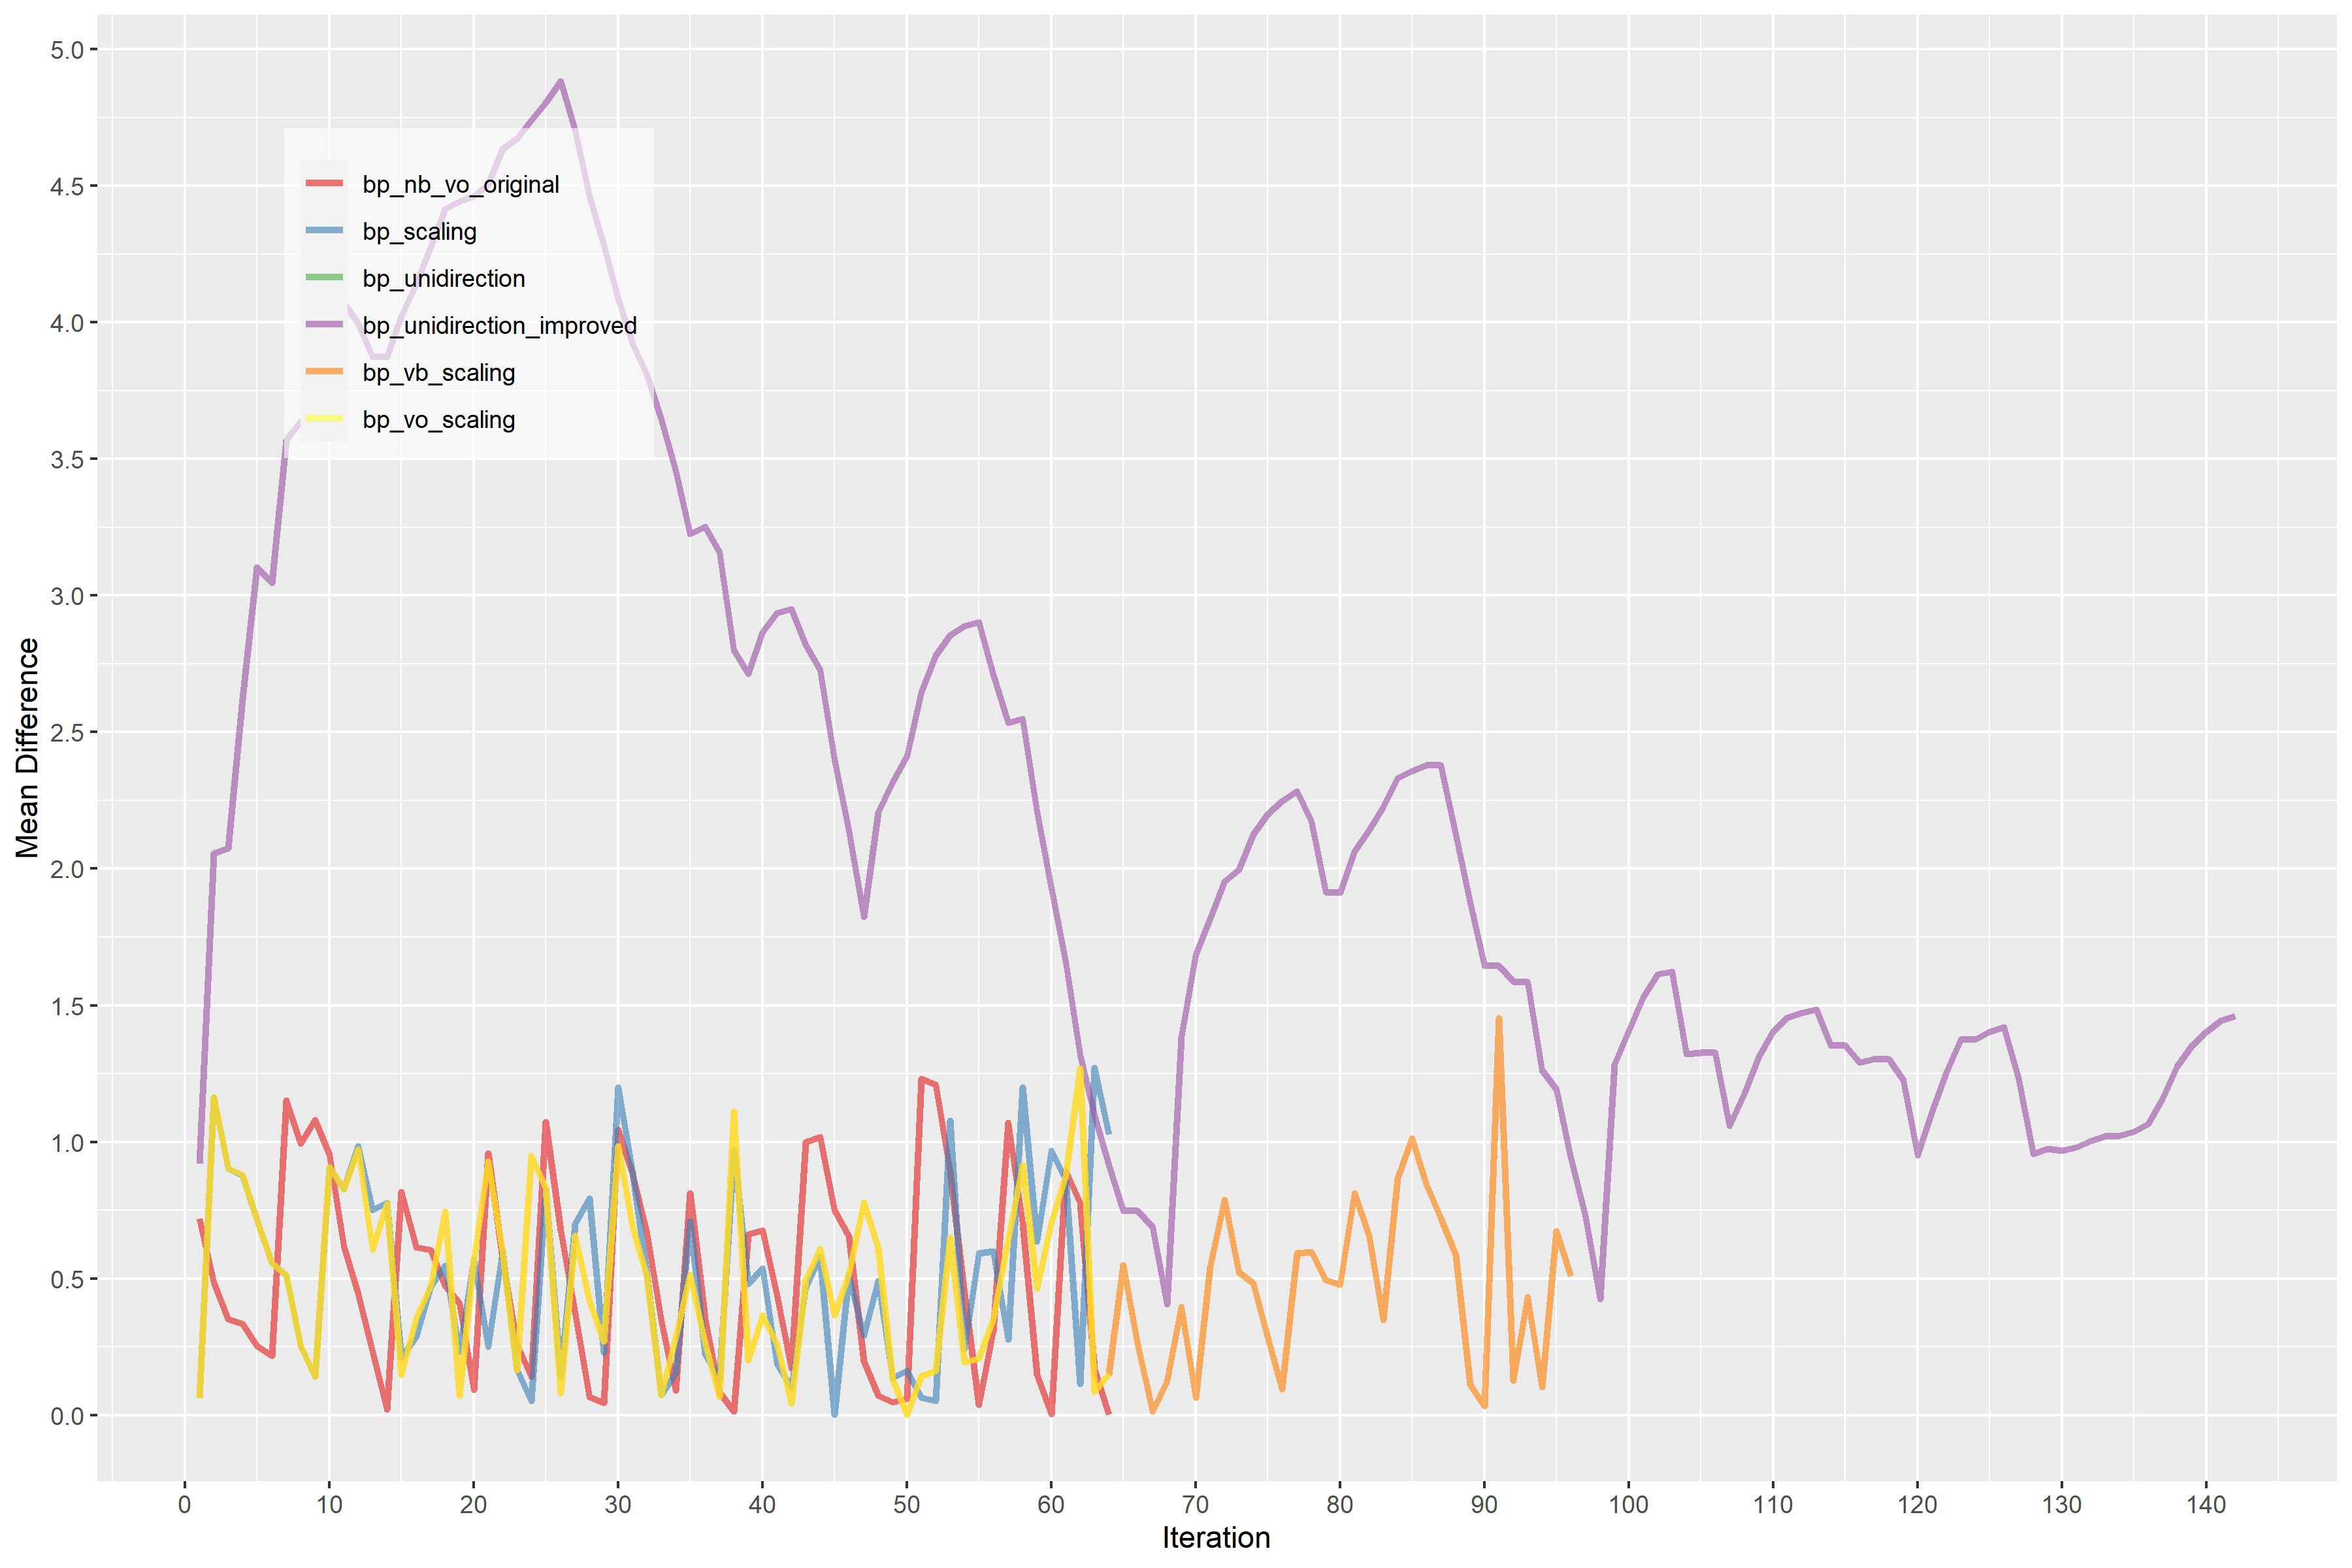 5.0
4.5
4.0
3.5
3.0
2.5
2.0
1.5
1.0
0.5
0.0
Mean Difference
bp_nb_vo_original
bp_scaling
bp_unidirection
bp_unidirection_improved
bp_vb_scaling
bp_vo_scaling
0 10 20 30 40 50 60 70 80 90 100 110 120 130 140
Iteration